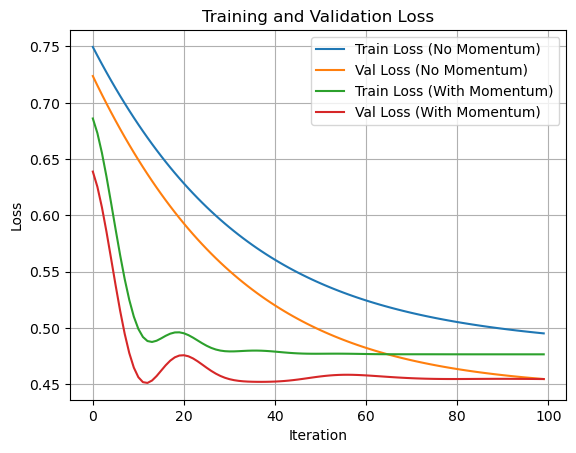 Training and Validation Loss
Train Loss (No Momentum)
Val Loss (No Momentum)
Train Loss (With Momentum)
Val Loss (With Momentum)
Loss
0.75
0.70
0.65
0.60
0.55
0.50
0.45
0 20 40 60 80 100
Iteration